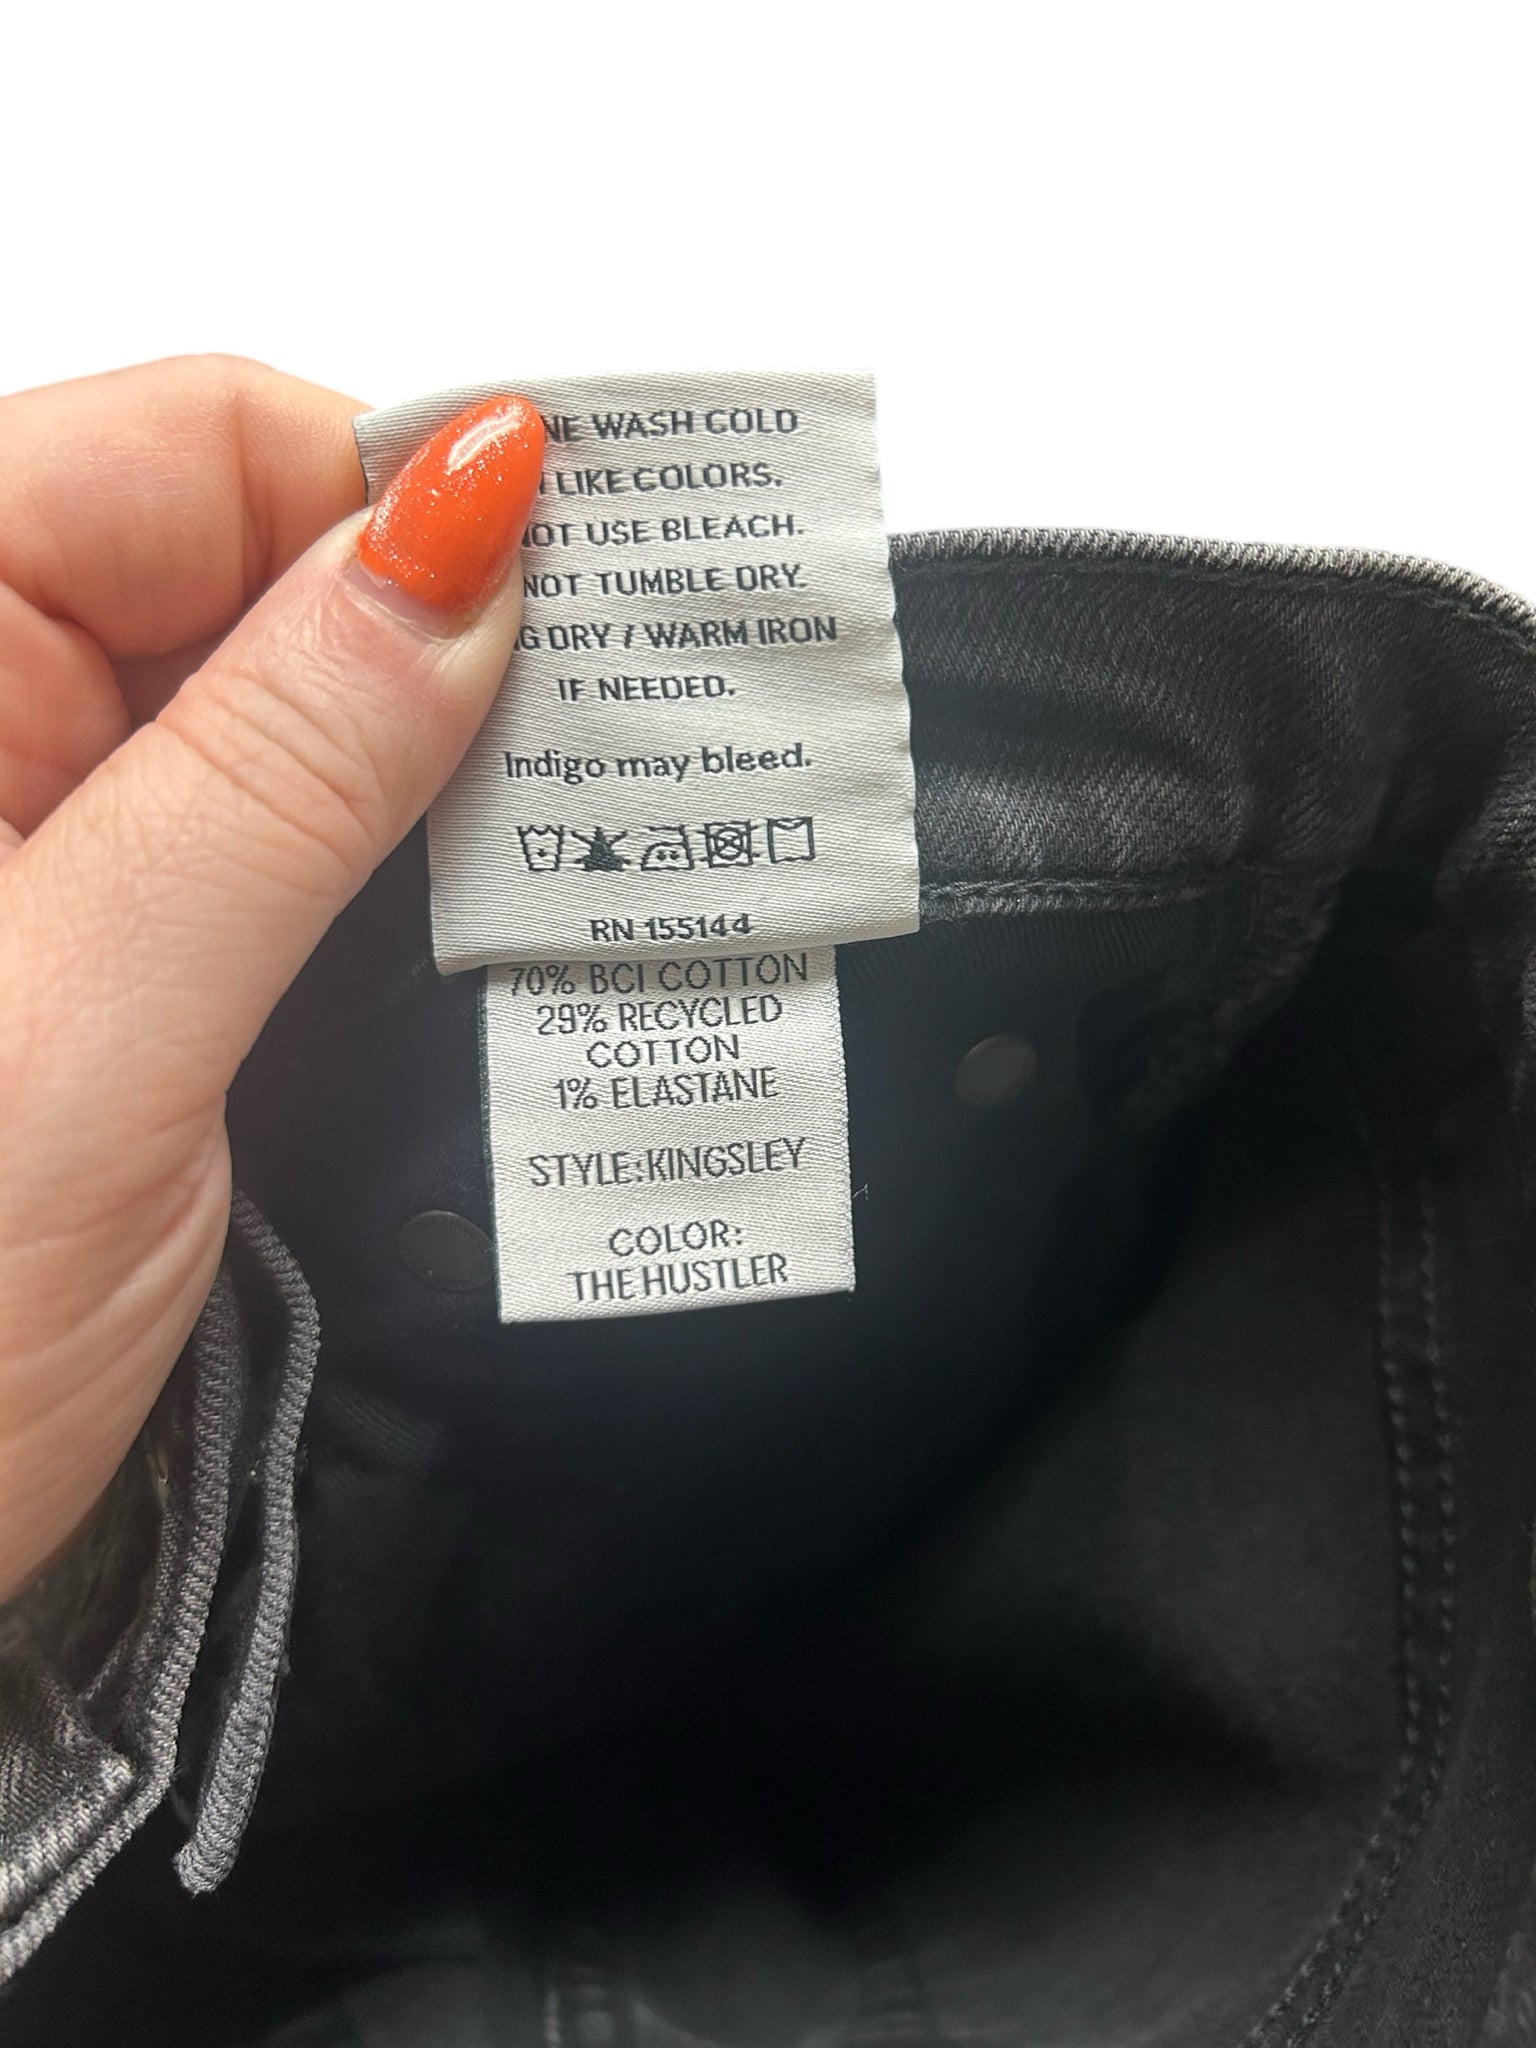 NE WASH COLD
LIKE COLORS.
NOT USE BLEACH.
NOT TUMBLE DRY.
G DRY / WARM IRON
IF NEEDED.
Indigo may bleed.
RN 155144
70% BCI COTTON
29% RECYCLED
COTTON
1% ELASTANE
STYLE:KINGSLEY
COLOR:
THE HUSTLER